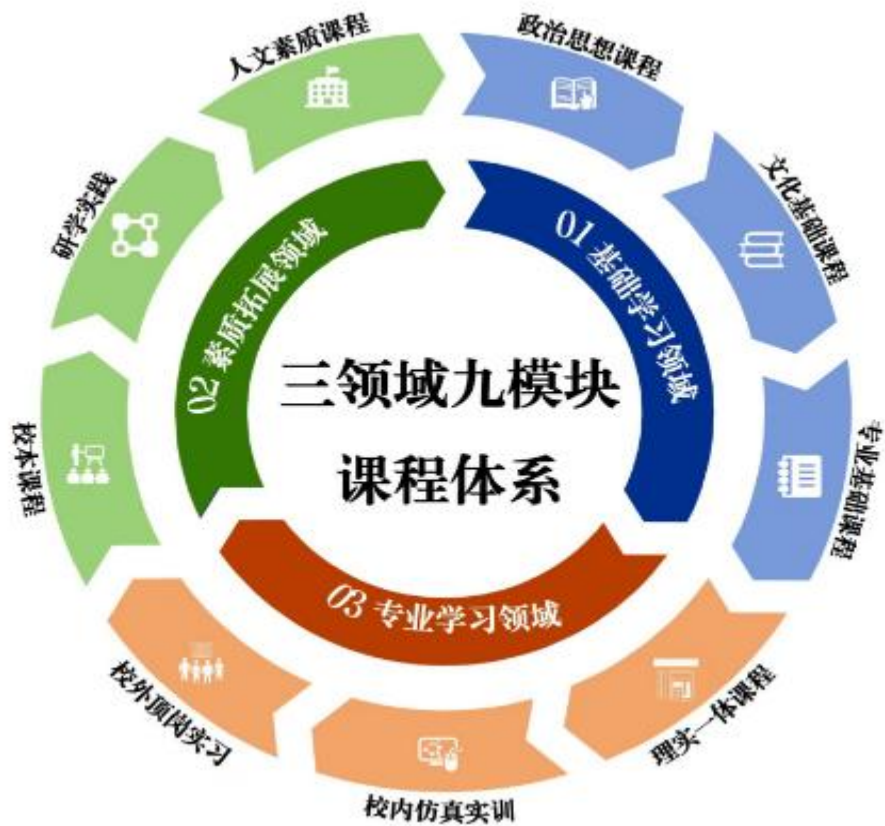 三领域九模块
课程体系
01 基础学习领域
政治思想课程
文化基础课程
专业基础课程
02 素质拓展领域
校本课程
研学实践
人文素质课程
03 专业学习领域
理实一体课程
校内仿真实训
校外顶岗实习